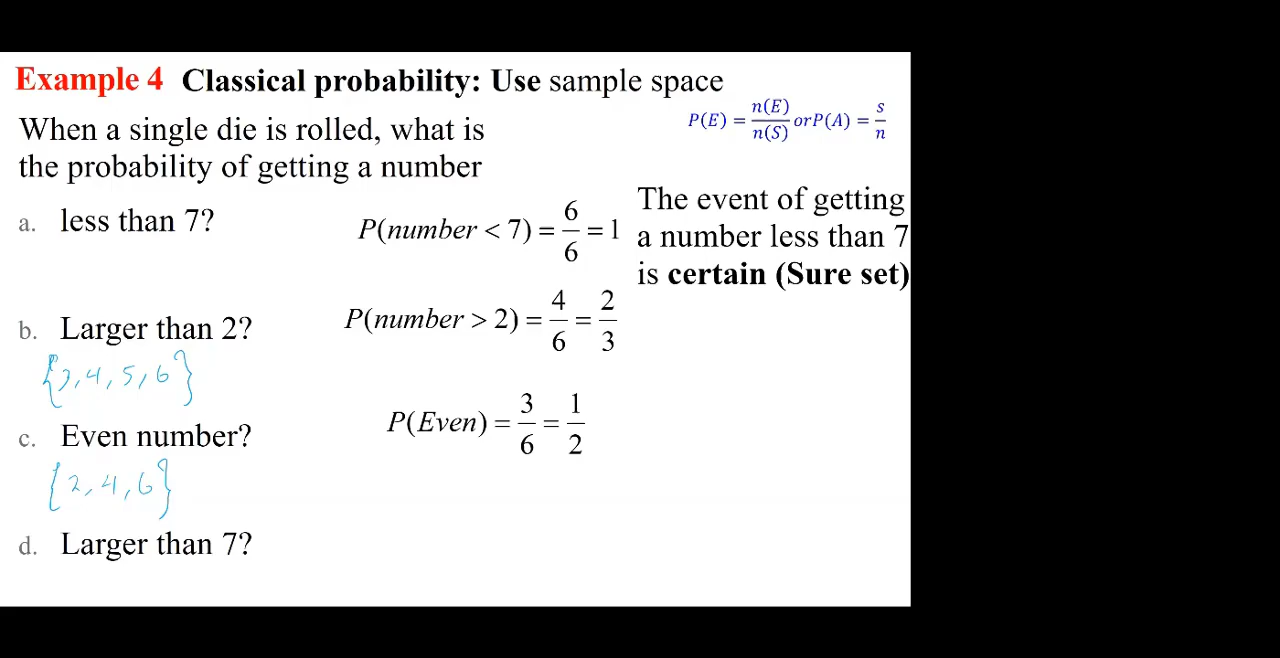 Example 4 Classical probability: Use sample space
P(E) = n(E)/n(S) orP(A) = s/n
When a single die is rolled, what is
the probability of getting a number
a. less than 7?
P(number < 7) = 6/6 = 1
The event of getting
a number less than 7
is certain (Sure set)
b. Larger than 2?
P(number > 2) = 4/6 = 2/3
{3,4,5,6}
c. Even number?
P(Even) = 3/6 = 1/2
{2,4,6}
d. Larger than 7?